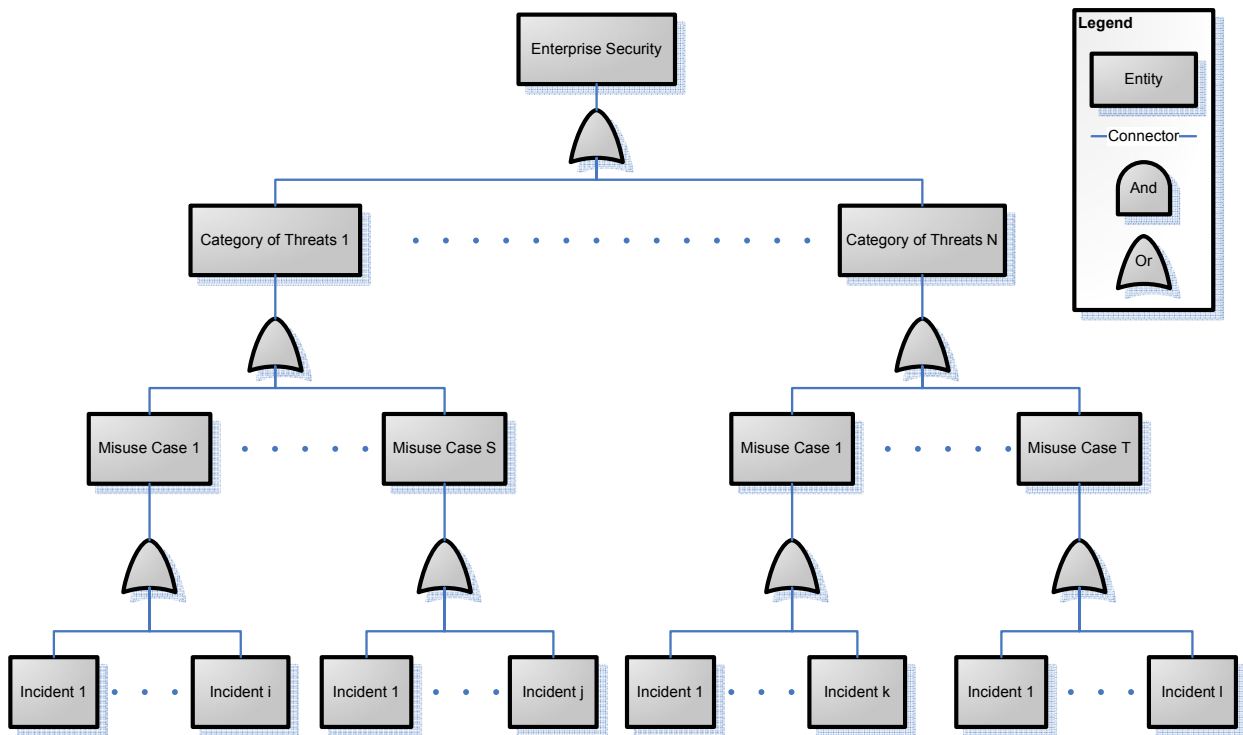 Enterprise Security
Legend
Entity
Connector
And
Or
Category of Threats 1
Category of Threats N
Misuse Case 1
Misuse Case S
Misuse Case 1
Misuse Case T
Incident 1
Incident i
Incident 1
Incident j
Incident 1
Incident k
Incident 1
Incident l